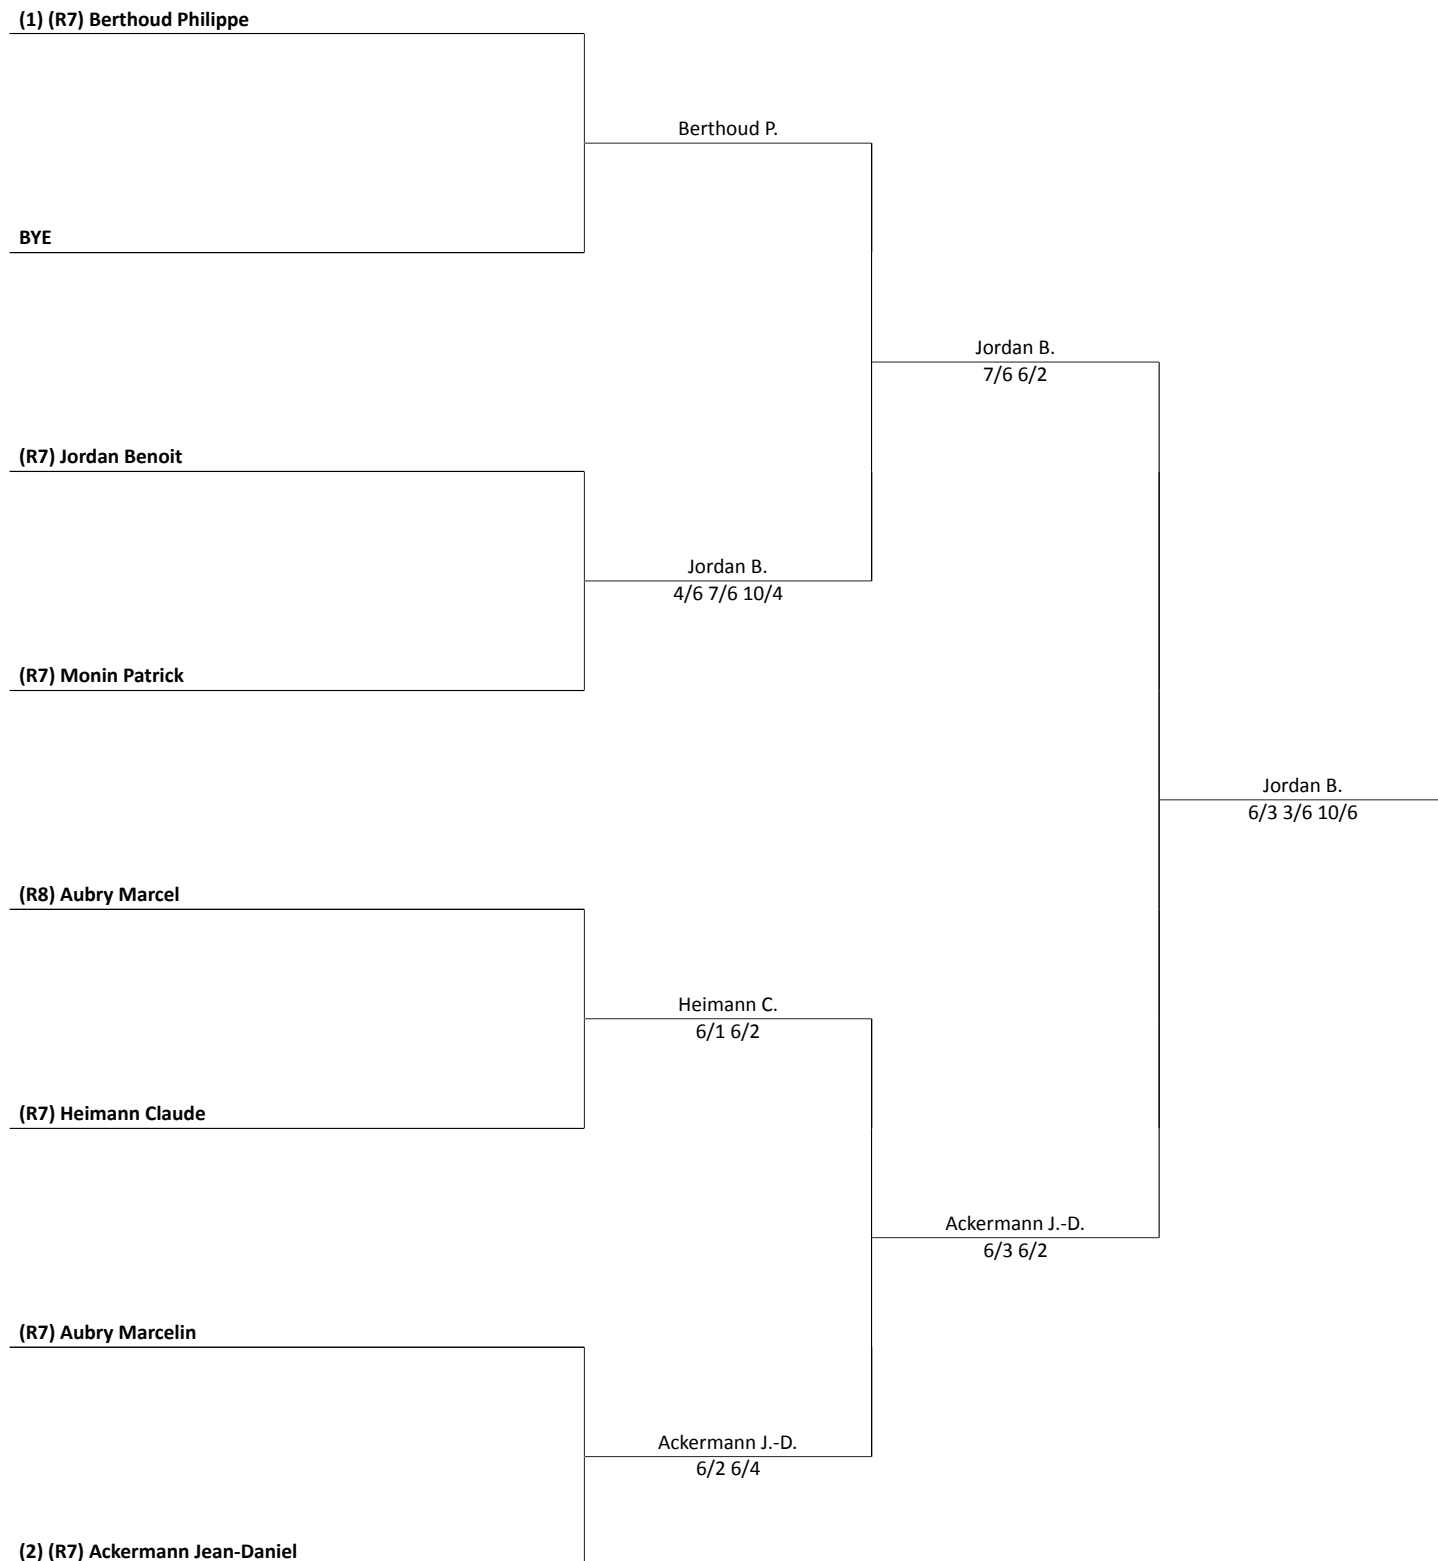 (1) (R7) Berthoud Philippe
Berthoud P.
BYE
Jordan B.
7/6 6/2
(R7) Jordan Benoit
Jordan B.
4/6 7/6 10/4
(R7) Monin Patrick
Jordan B.
6/3 3/6 10/6
(R8) Aubry Marcel
Heimann C.
6/1 6/2
(R7) Heimann Claude
Ackermann J.-D.
6/3 6/2
(R7) Aubry Marcelin
Ackermann J.-D.
6/2 6/4
(2) (R7) Ackermann Jean-Daniel